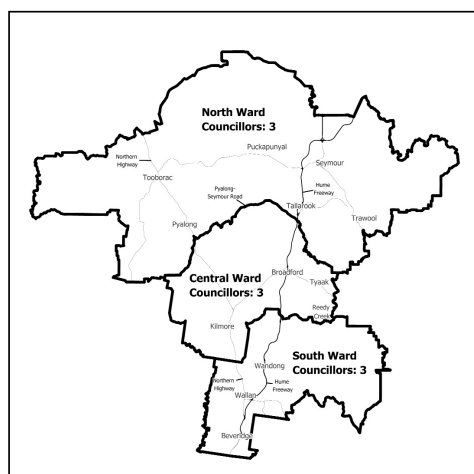 North Ward
Councillors: 3
Puckapunyal
Northern
Highway
Seymour
Tooborac
Hume
Freeway
Pyalong-
Seymour Road
Tallarook
Trawool
Pyalong
Broadford
Central Ward
Councillors: 3
Tyaak
Reedy
Creek
Kilmore
South Ward
Councillors: 3
Wandong
Northern
Highway
Hume
Freeway
Wallan
Beveridge